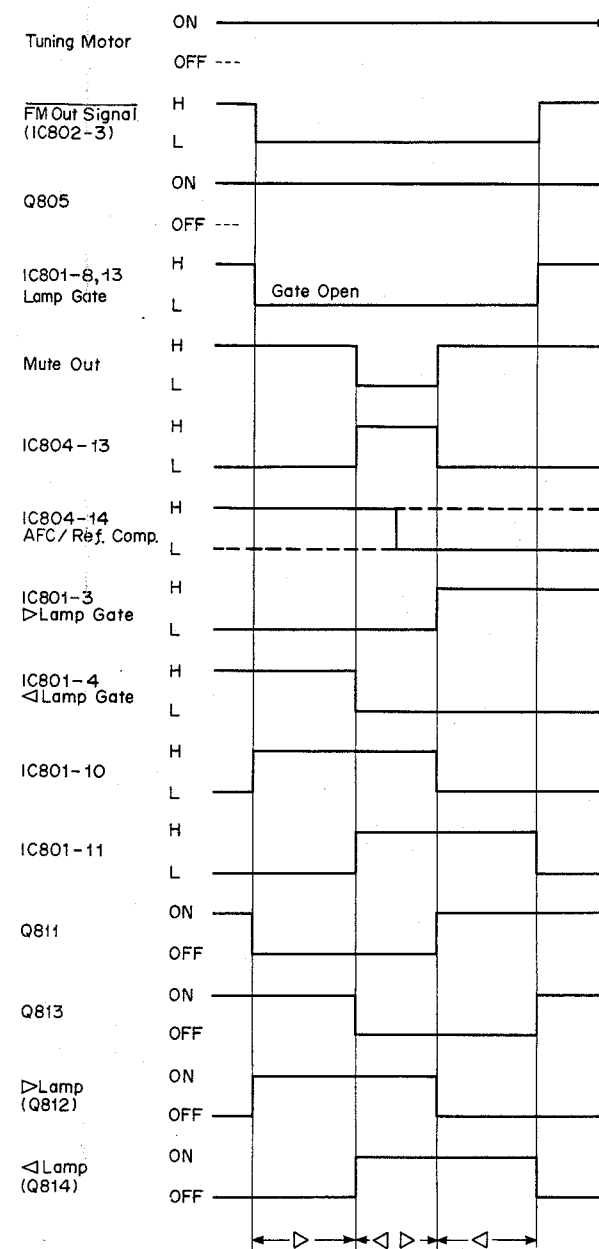 ON
Tuning Motor
OFF
FM Out Signal
(IC802-3)
H
L
ON
Q805
OFF
IC801-8,13
Lamp Gate
H
Gate Open
L
Mute Out
H
L
IC804-13
H
L
IC804-14
AFC/Ref. Comp.
H
L
IC801-3
▷Lamp Gate
H
L
IC801-4
◁Lamp Gate
H
L
IC801-10
H
L
IC801-11
H
L
Q811
ON
OFF
Q813
ON
OFF
▷Lamp
(Q812)
ON
OFF
◁Lamp
(Q814)
ON
OFF
▷ ◁ ▷ ◁